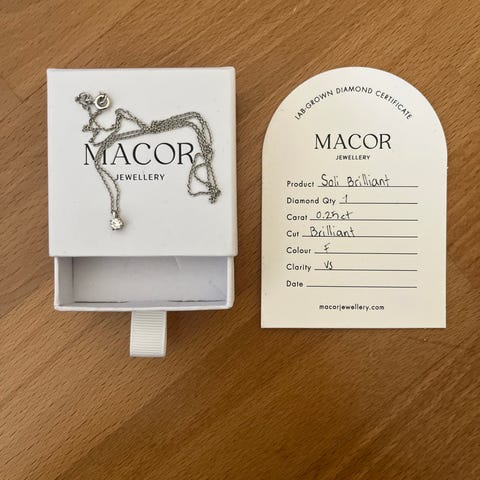 MACOR
JEWELLERY
LAB-GROWN DIAMOND CERTIFICATE
MACOR
JEWELLERY
Product Soli Brilliant
Diamond Qty 1
Carat 0.25ct
Cut Brilliant
Colour F
Clarity VS
Date
macorjewellery.com